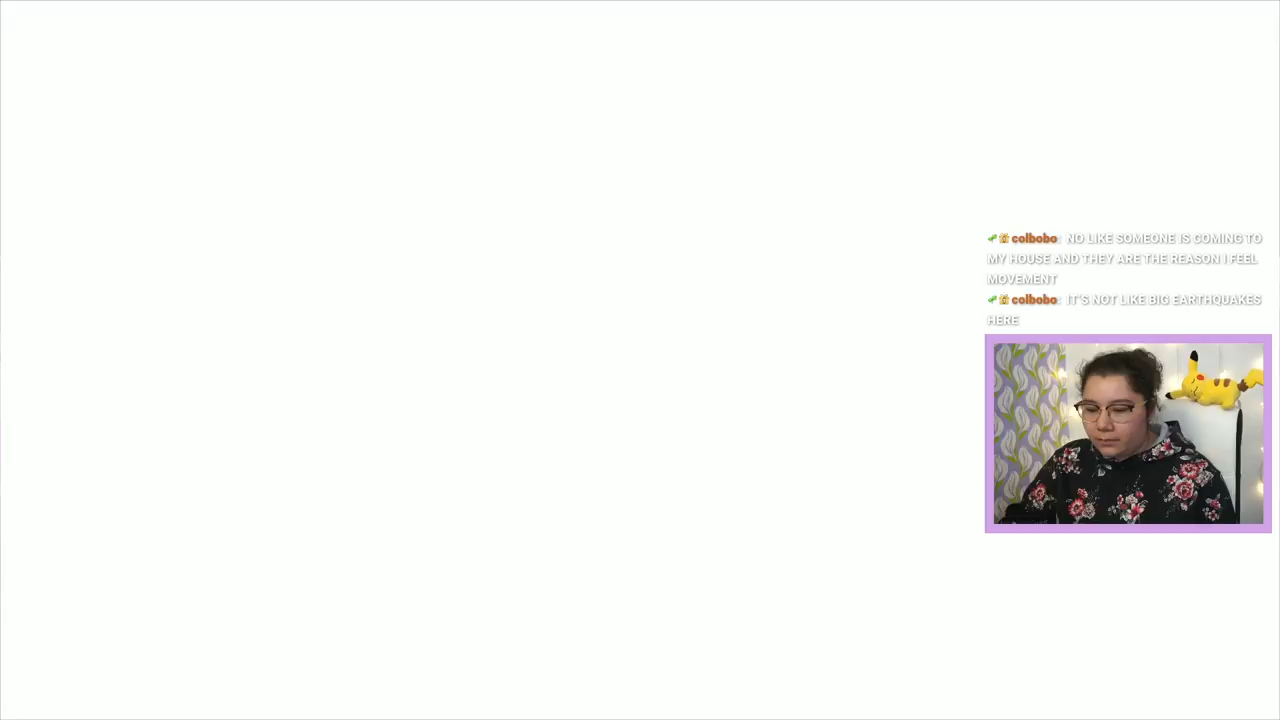 colbobo: NO LIKE SOMEONE IS COMING TO
MY HOUSE AND THEY ARE THE REASON I FEEL
MOVEMENT
colbobo: IT'S NOT LIKE BIG EARTHQUAKES
HERE